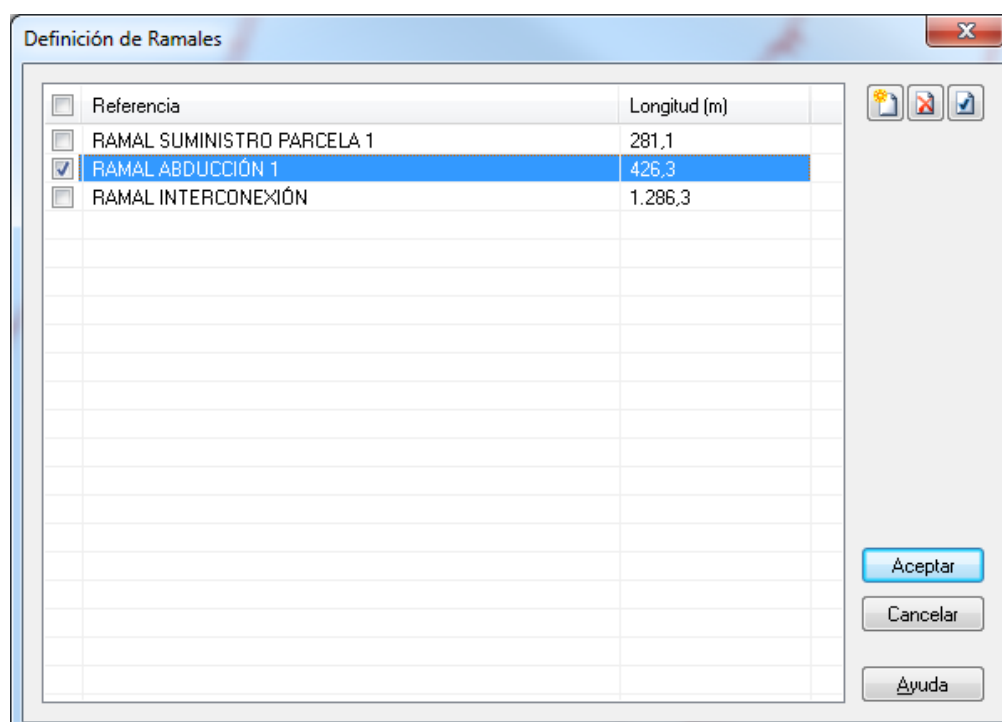 Definición de Ramales
Referencia Longitud (m)
RAMAL SUMINISTRO PARCELA 1 281,1
RAMAL ABDUCCIÓN 1 426,3
RAMAL INTERCONEXIÓN 1.286,3
Aceptar
Cancelar
Ayuda